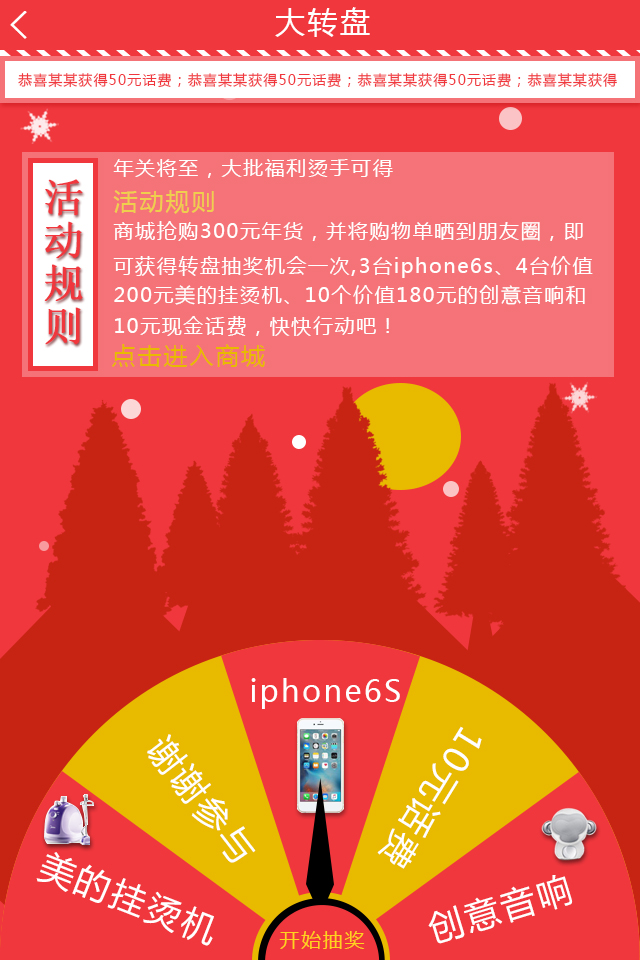 大转盘
恭喜某某获得50元话费；恭喜某某获得50元话费；恭喜某某获得50元话费；恭喜某某获得
活动规则
年关将至，大批福利烫手可得
活动规则
商城抢购300元年货，并将购物单晒到朋友圈，即
可获得转盘抽奖机会一次,3台iphone6s、4台价值
200元美的挂烫机、10个价值180元的创意音响和
10元现金话费，快快行动吧！
点击进入商城
美的挂烫机
谢谢参与
iphone6S
10元话费
创意音响
开始抽奖